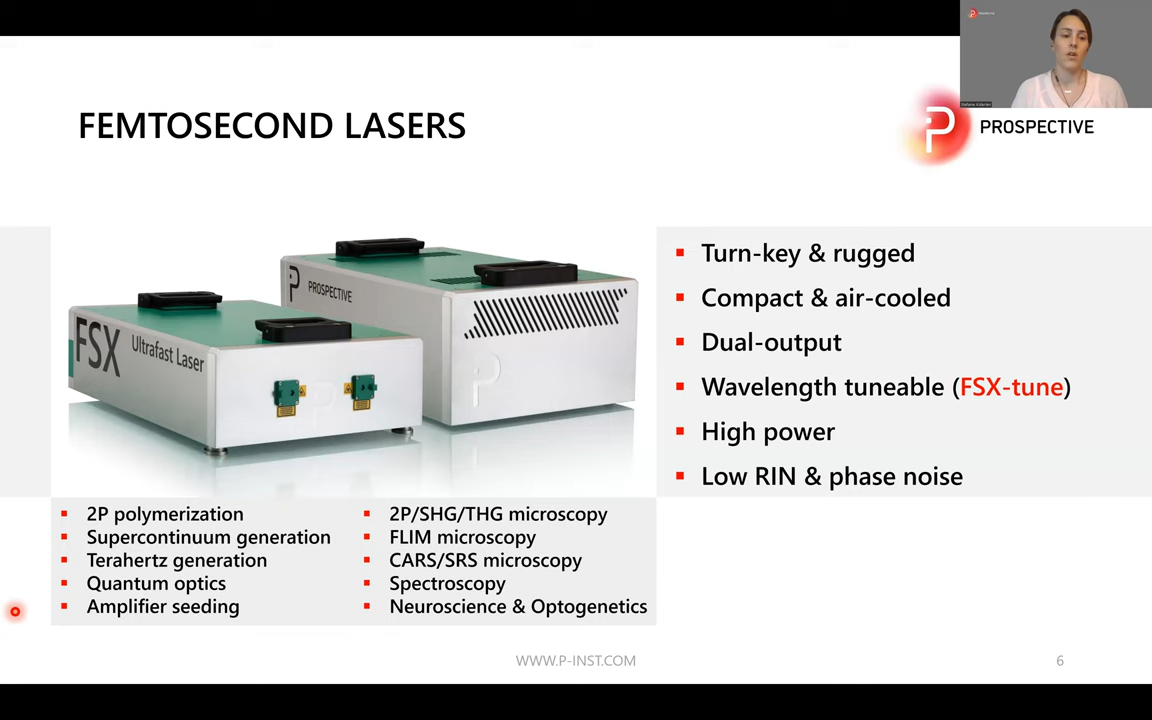 FEMTOSECOND LASERS
PROSPECTIVE
PROSPECTIVE
FSX Ultrafast Laser
Turn-key & rugged
Compact & air-cooled
Dual-output
Wavelength tuneable (FSX-tune)
High power
Low RIN & phase noise
2P polymerization
Supercontinuum generation
Terahertz generation
Quantum optics
Amplifier seeding
2P/SHG/THG microscopy
FLIM microscopy
CARS/SRS microscopy
Spectroscopy
Neuroscience & Optogenetics
WWW.P-INST.COM
6